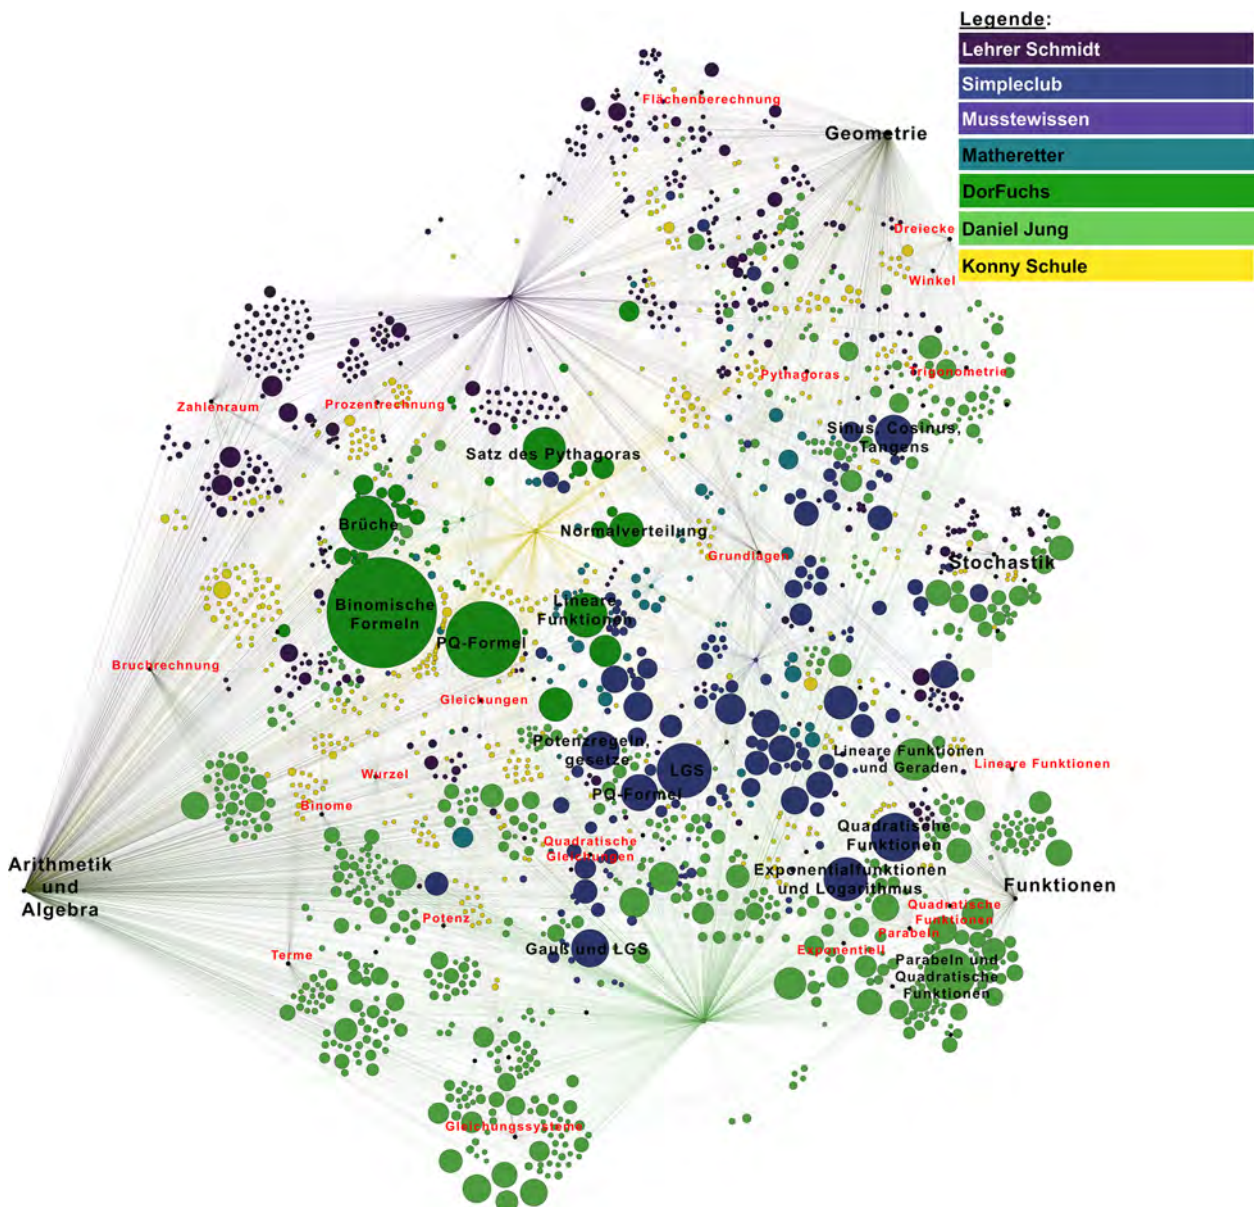 Legende:
Lehrer Schmidt
Simpleclub
Musstewissen
Matheretter
DorFuchs
Daniel Jung
Konny Schule
Flächenberechnung
Geometrie
Dreiecke
Winkel
Pythagoras
Trigonometrie
Zahlenraum
Prozentrechnung
Sinus, Cosinus,
Tangens
Satz des Pythagoras
Brüche
Normalverteilung
Grundlagen
Stochastik
Binomische
Formeln
Lineare
Funktionen
PQ-Formel
Bruchrechnung
Gleichungen
Potenzregeln, -
gesetze
LGS
PQ-Formel
Lineare Funktionen
und Geraden
Lineare Funktionen
Wurzel
Binome
Quadratische
Gleichungen
Quadratische
Funktionen
Arithmetik
und
Algebra
Exponentialfunktionen
und Logarithmus
Funktionen
Quadratische
Funktionen
Potenz
Parabeln
Exponentiell
Gauß und LGS
Terme
Parabeln und
Quadratische
Funktionen
Gleichungssysteme